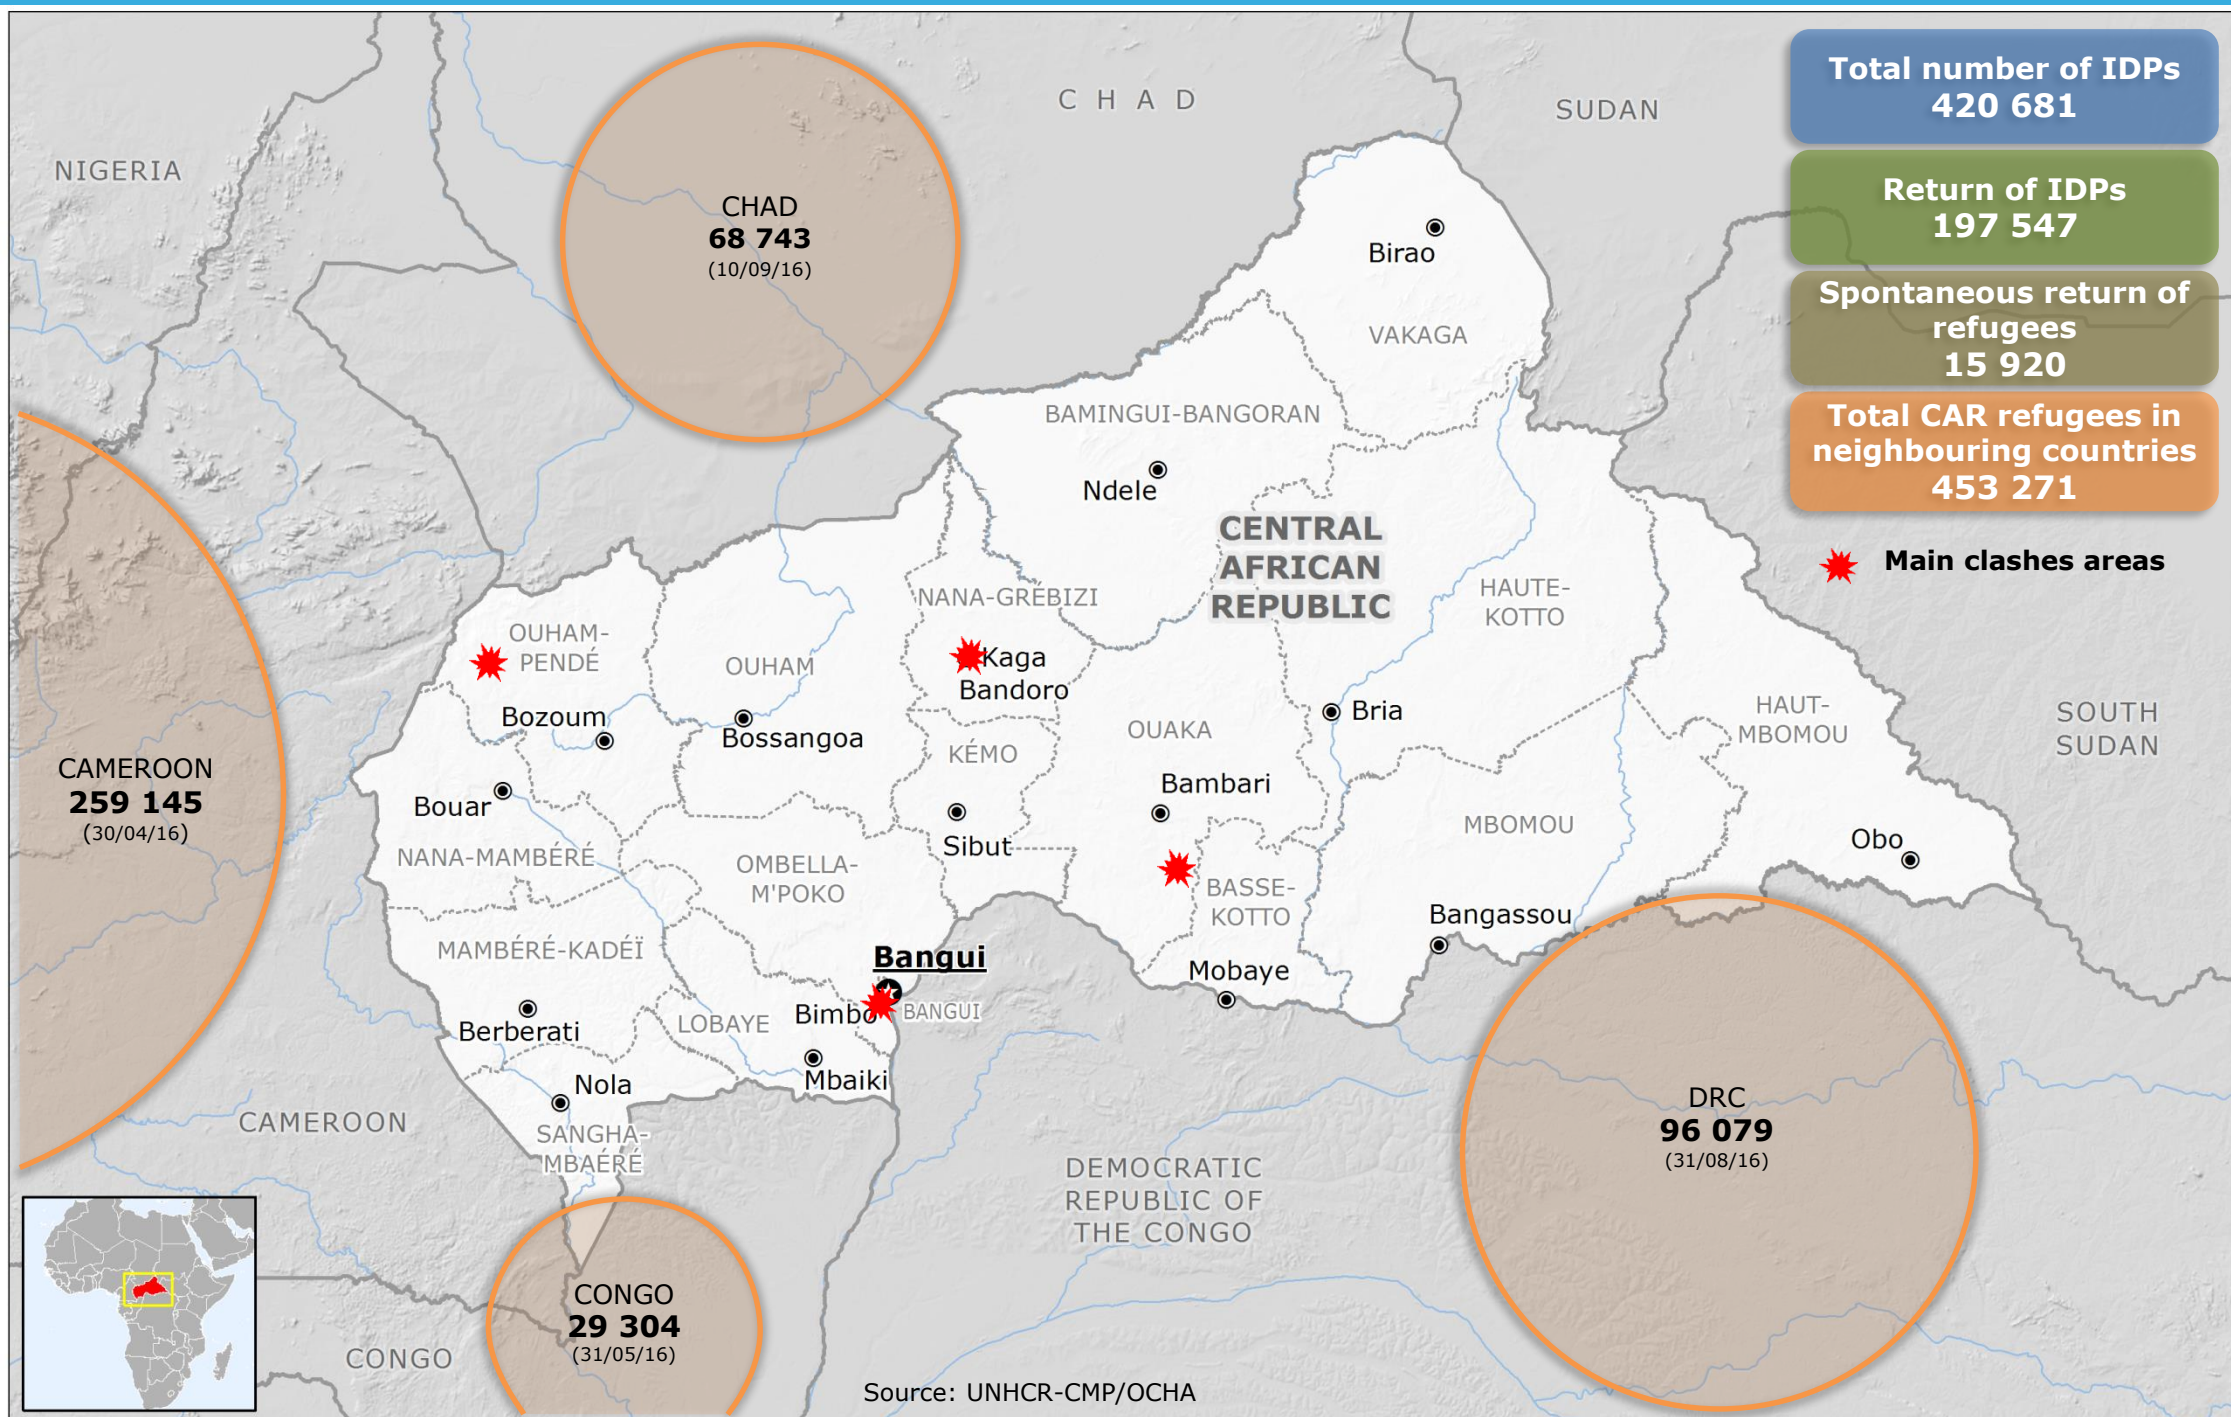 Total number of IDPs
420 681
Return of IDPs
197 547
Spontaneous return of
refugees
15 920
Total CAR refugees in
neighbouring countries
453 271
Main clashes areas
C H A D
SUDAN
NIGERIA
CHAD
68 743
(10/09/16)
Birao
VAKAGA
BAMINGUI-BANGORAN
Ndele
CENTRAL
AFRICAN
REPUBLIC
HAUTE-
KOTTO
NANA-GRÉBIZI
OUHAM-
PENDÉ
OUHAM
Kaga
Bandoro
Bozoum
Bossangoa
KÉMO
OUAKA
Bria
HAUT-
MBOMOU
SOUTH
SUDAN
CAMEROON
259 145
(30/04/16)
Bouar
Bambari
Sibut
MBOMOU
Obo
NANA-MAMBÉRÉ
OMBELLA-
M'POKO
BASSE-
KOTTO
Bangassou
MAMBÉRÉ-KADÉÏ
Bangui
Mobaye
Bimbo
BANGUI
LOBAYE
Berberati
Mbaiki
Nola
CAMEROON
SANGHA-
MBAÉRÉ
DRC
96 079
(31/08/16)
DEMOCRATIC
REPUBLIC OF
THE CONGO
CONGO
29 304
(31/05/16)
CONGO
Source: UNHCR-CMP/OCHA